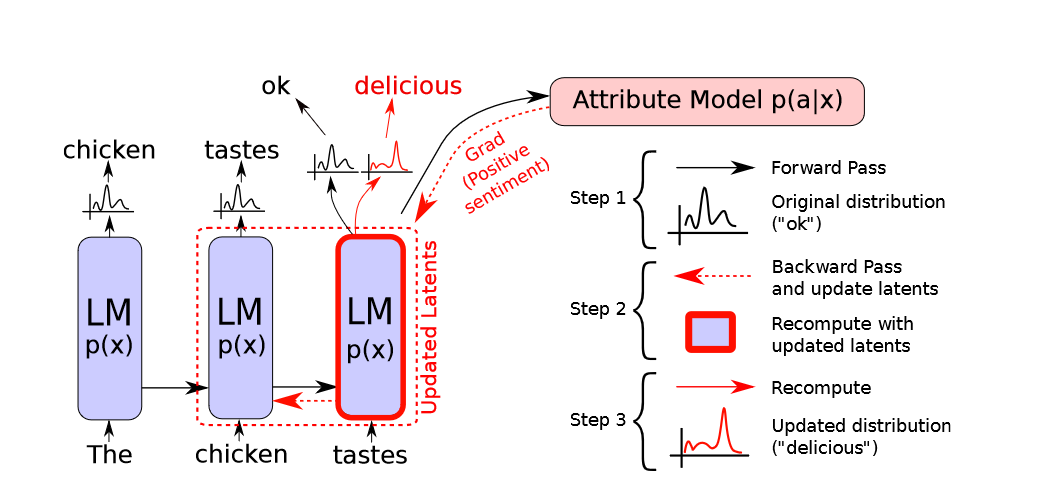 ok
delicious
Attribute Model p(a|x)
chicken
tastes
Grad
(Positive
sentiment)
LM
p(x)
LM
p(x)
LM
p(x)
Updated Latents
The
chicken
tastes
Step 1
Forward Pass
Original distribution
("ok")
Step 2
Backward Pass
and update latents
Recompute with
updated latents
Step 3
Recompute
Updated distribution
("delicious")